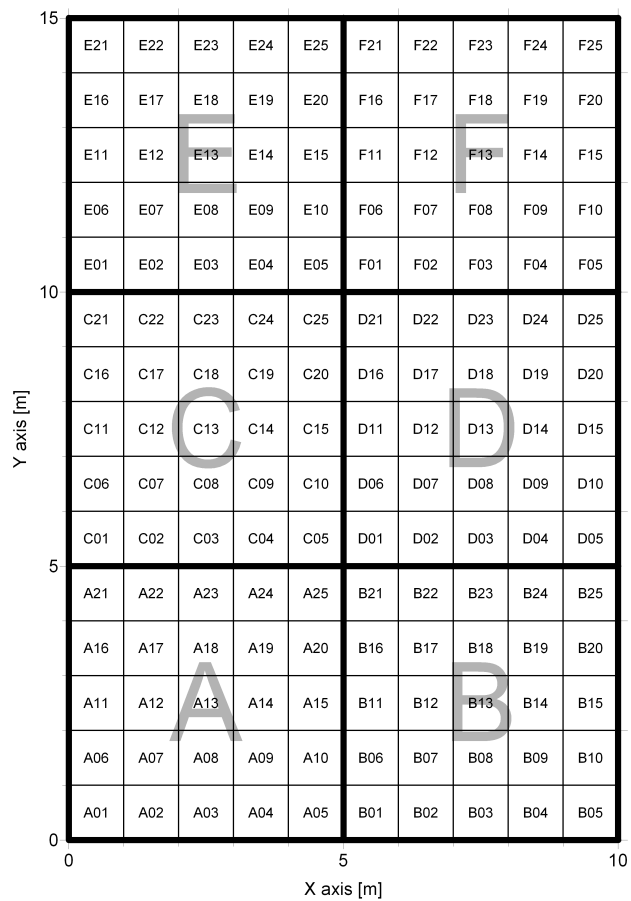 15
E21 E22 E23 E24 E25 F21 F22 F23 F24 F25
E16 E17 E18 E19 E20 F16 F17 F18 F19 F20
E F
E11 E12 E13 E14 E15 F11 F12 F13 F14 F15
E06 E07 E08 E09 E10 F06 F07 F08 F09 F10
E01 E02 E03 E04 E05 F01 F02 F03 F04 F05
10
C21 C22 C23 C24 C25 D21 D22 D23 D24 D25
C16 C17 C18 C19 C20 D16 D17 D18 D19 D20
C D
Y axis [m]
C11 C12 C13 C14 C15 D11 D12 D13 D14 D15
C06 C07 C08 C09 C10 D06 D07 D08 D09 D10
C01 C02 C03 C04 C05 D01 D02 D03 D04 D05
5
A21 A22 A23 A24 A25 B21 B22 B23 B24 B25
A16 A17 A18 A19 A20 B16 B17 B18 B19 B20
A B
A11 A12 A13 A14 A15 B11 B12 B13 B14 B15
A06 A07 A08 A09 A10 B06 B07 B08 B09 B10
A01 A02 A03 A04 A05 B01 B02 B03 B04 B05
0
0 5 10
X axis [m]